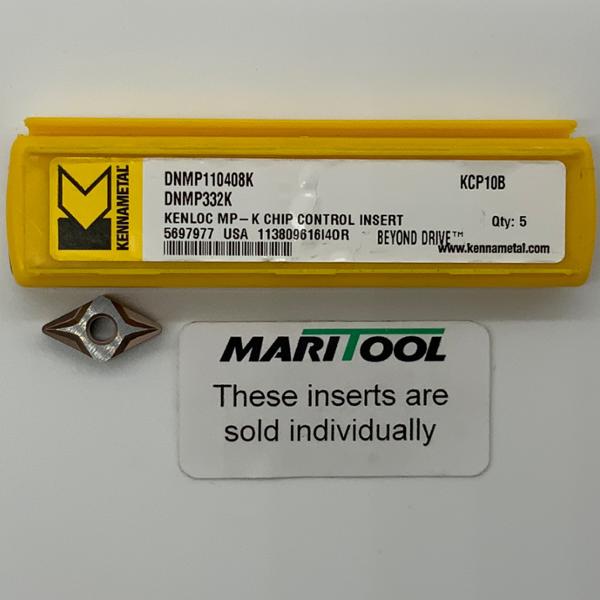 KENNAMETAL
DNMP110408K
KCP10B
DNMP332K
KENLOC MP-K CHIP CONTROL INSERT
Qty: 5
5697977 USA 113809616I4OR BEYOND DRIVE™
www.kennametal.com
MARITOOL
These inserts are
sold individually